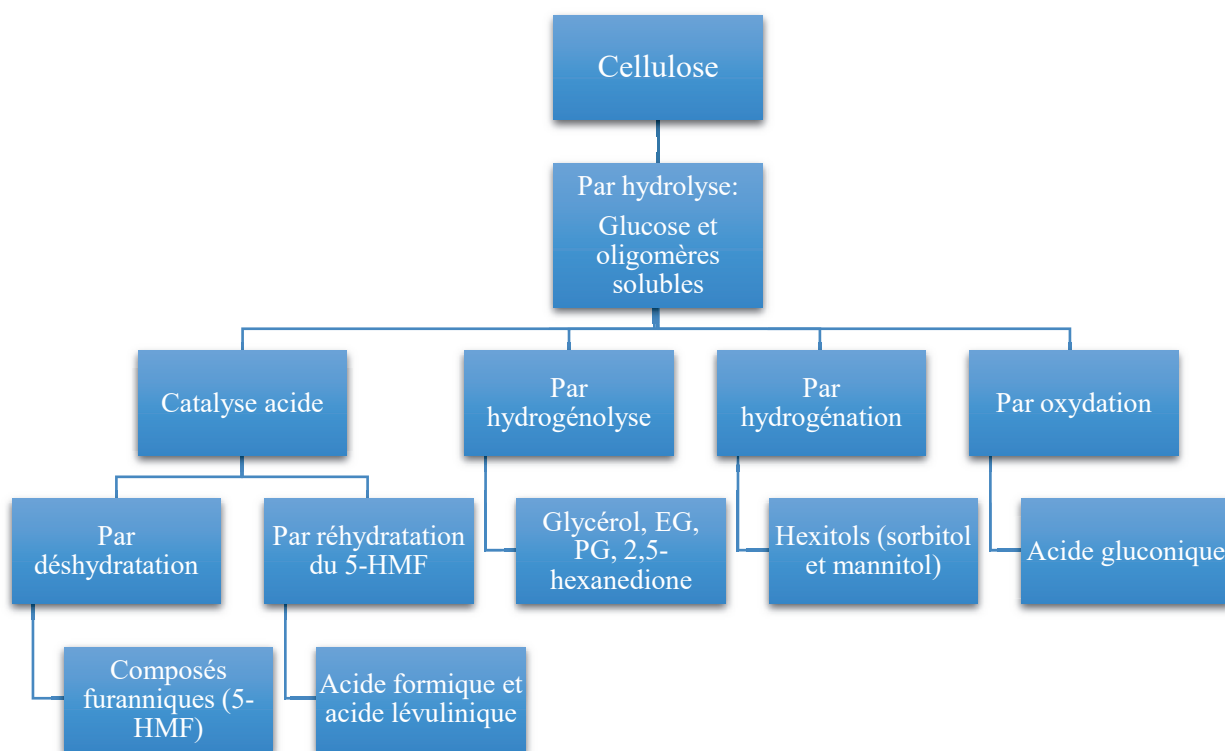 Cellulose
Par hydrolyse:
Glucose et
oligomères
solubles
Catalyse acide
Par
hydrogénolyse
Par
hydrogénation
Par oxydation
Par
déshydratation
Par réhydratation
du 5-HMF
Glycérol, EG,
PG, 2,5-
hexanedione
Hexitols (sorbitol
et mannitol)
Acide gluconique
Composés
furanniques (5-
HMF)
Acide formique et
acide lévulinique